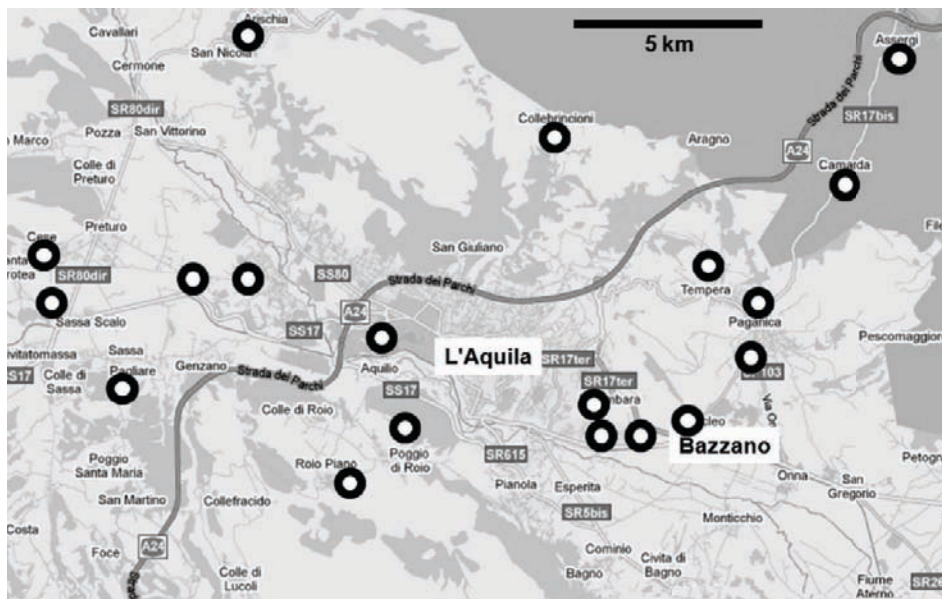 Cavallari
Arischia
San Nicola
Cermone
5 km
Assergi
SR80dir
Strada dei Parchi
SR17bis
Marco
Pozza
San Vittorino
Collebrincioni
Aragno
A24
Colle di
Preturo
Camarda
Preturo
San Giuliano
Cese
SR80dir
SS80
Strada dei Parchi
Tempera
A24
Paganica
Sassa Scalo
SS17
Pescomaggiore
Sassa
Genzano
Strada dei Parchi
Aquilio
L'Aquila
SR17ter
SS17
Colle di
Sassa
Pagliare
SS17
SR17ter
Colle di Roio
Poggio
di Roio
Bazzano
Poggio
Santa Maria
Roio Piano
SR615
San Martino
Collefracido
Pianola
Esperita
Onna
San
Gregorio
SR5bis
Monticchio
Costa
Foce
A24
Colle di
Lucoli
Cominio
Bagno
Civita di
Bagno
Fiume
Aterno